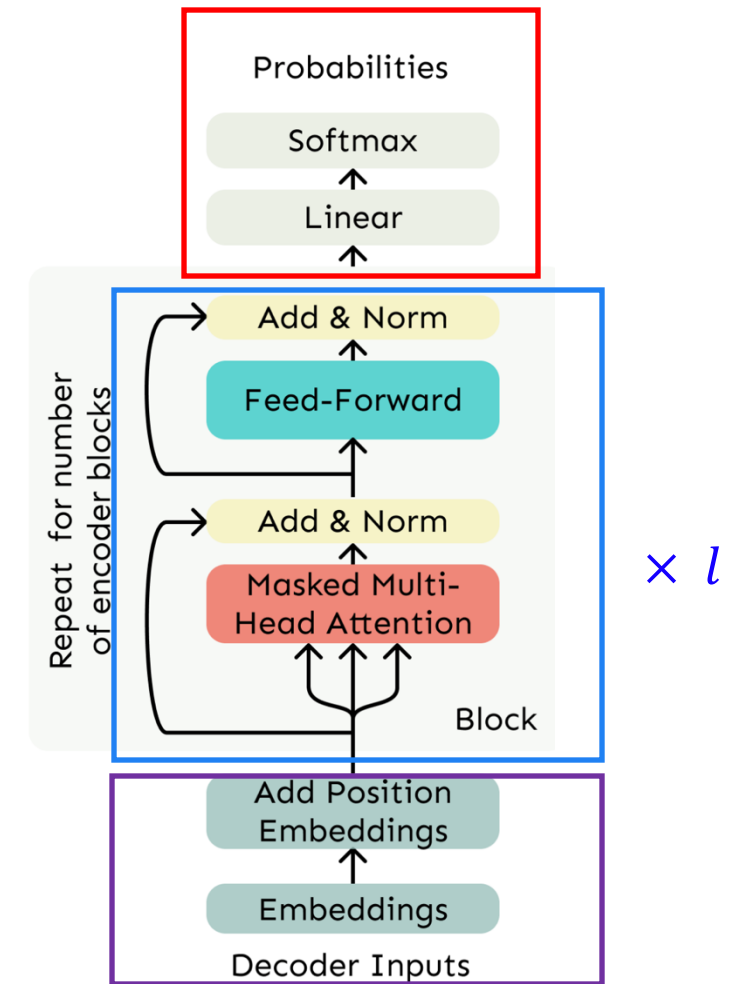 Probabilities
Softmax
Linear
Add & Norm
Feed-Forward
Repeat for number
of encoder blocks
Add & Norm
Masked Multi-
Head Attention
× l
Block
Add Position
Embeddings
Embeddings
Decoder Inputs